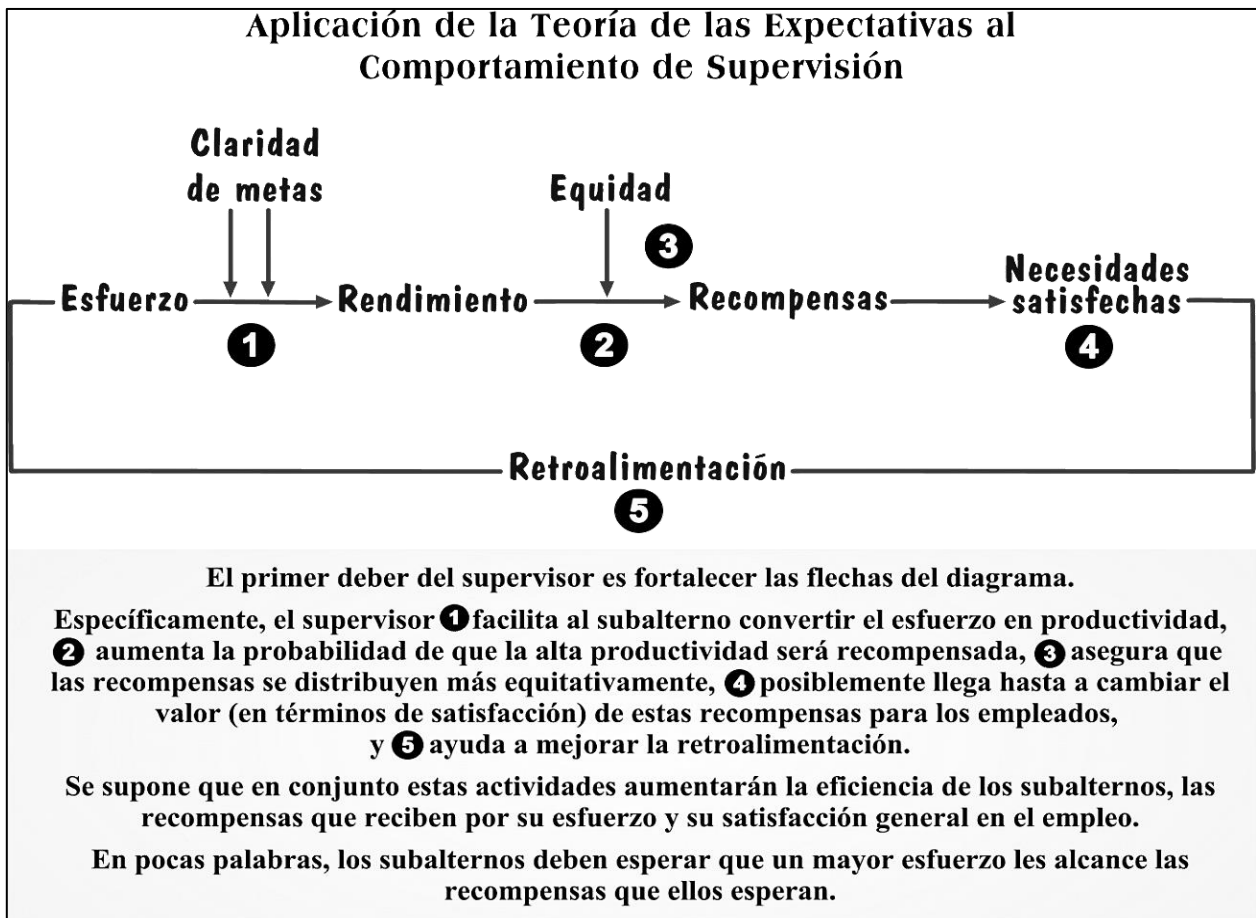 Aplicación de la Teoría de las Expectativas al
Comportamiento de Supervisión
Claridad
de metas
Equidad
3
Esfuerzo
Rendimiento
Recompensas
Necesidades
satisfechas
1
2
4
Retroalimentación
5
El primer deber del supervisor es fortalecer las flechas del diagrama.
Específicamente, el supervisor 1 facilita al subalterno convertir el esfuerzo en productividad,
2 aumenta la probabilidad de que la alta productividad será recompensada, 3 asegura que
las recompensas se distribuyen más equitativamente, 4 posiblemente llega hasta a cambiar el
valor (en términos de satisfacción) de estas recompensas para los empleados,
y 5 ayuda a mejorar la retroalimentación.
Se supone que en conjunto estas actividades aumentarán la eficiencia de los subalternos, las
recompensas que reciben por su esfuerzo y su satisfacción general en el empleo.
En pocas palabras, los subalternos deben esperar que un mayor esfuerzo les alcance las
recompensas que ellos esperan.